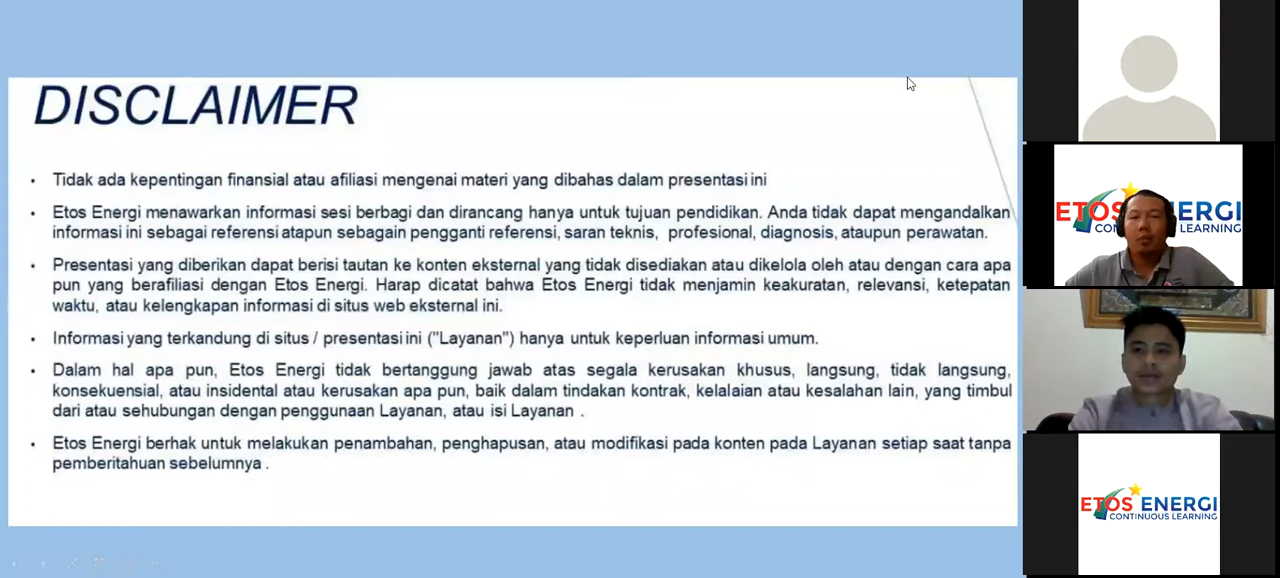 DISCLAIMER
• Tidak ada kepentingan finansial atau afiliasi mengenai materi yang dibahas dalam presentasi ini
• Etos Energi menawarkan informasi sesi berbagi dan dirancang hanya untuk tujuan pendidikan. Anda tidak dapat mengandalkan
informasi ini sebagai referensi atapun sebagain pengganti referensi, saran teknis, profesional, diagnosis, ataupun perawatan.
• Presentasi yang diberikan dapat berisi tautan ke konten eksternal yang tidak disediakan atau dikelola oleh atau dengan cara apa
pun yang berafiliasi dengan Etos Energi. Harap dicatat bahwa Etos Energi tidak menjamin keakuratan, relevansi, ketepatan
waktu, atau kelengkapan informasi di situs web eksternal ini.
• Informasi yang terkandung di situs / presentasi ini ("Layanan") hanya untuk keperluan informasi umum.
• Dalam hal apa pun, Etos Energi tidak bertanggung jawab atas segala kerusakan khusus, langsung, tidak langsung,
konsekuensial, atau insidental atau kerusakan apa pun, baik dalam tindakan kontrak, kelalaian atau kesalahan lain, yang timbul
dari atau sehubungan dengan penggunaan Layanan, atau isi Layanan .
• Etos Energi berhak untuk melakukan penambahan, penghapusan, atau modifikasi pada konten pada Layanan setiap saat tanpa
pemberitahuan sebelumnya .
ETOS ERGI
LEARNING
ETOS ENERGI
CONTINUOUS LEARNING